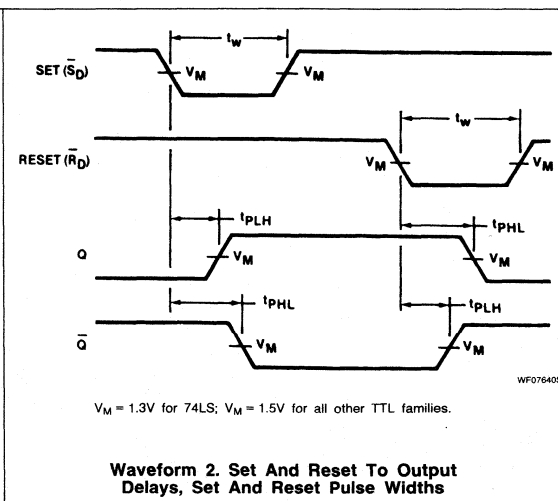 t_w
SET (S̅_D) V_M V_M
t_w
RESET (R̅_D) V_M V_M
t_PLH t_PHL
Q V_M V_M
t_PHL t_PLH
Q̅ V_M V_M
WF07640S
V_M = 1.3V for 74LS; V_M = 1.5V for all other TTL families.
Waveform 2. Set And Reset To Output
Delays, Set And Reset Pulse Widths